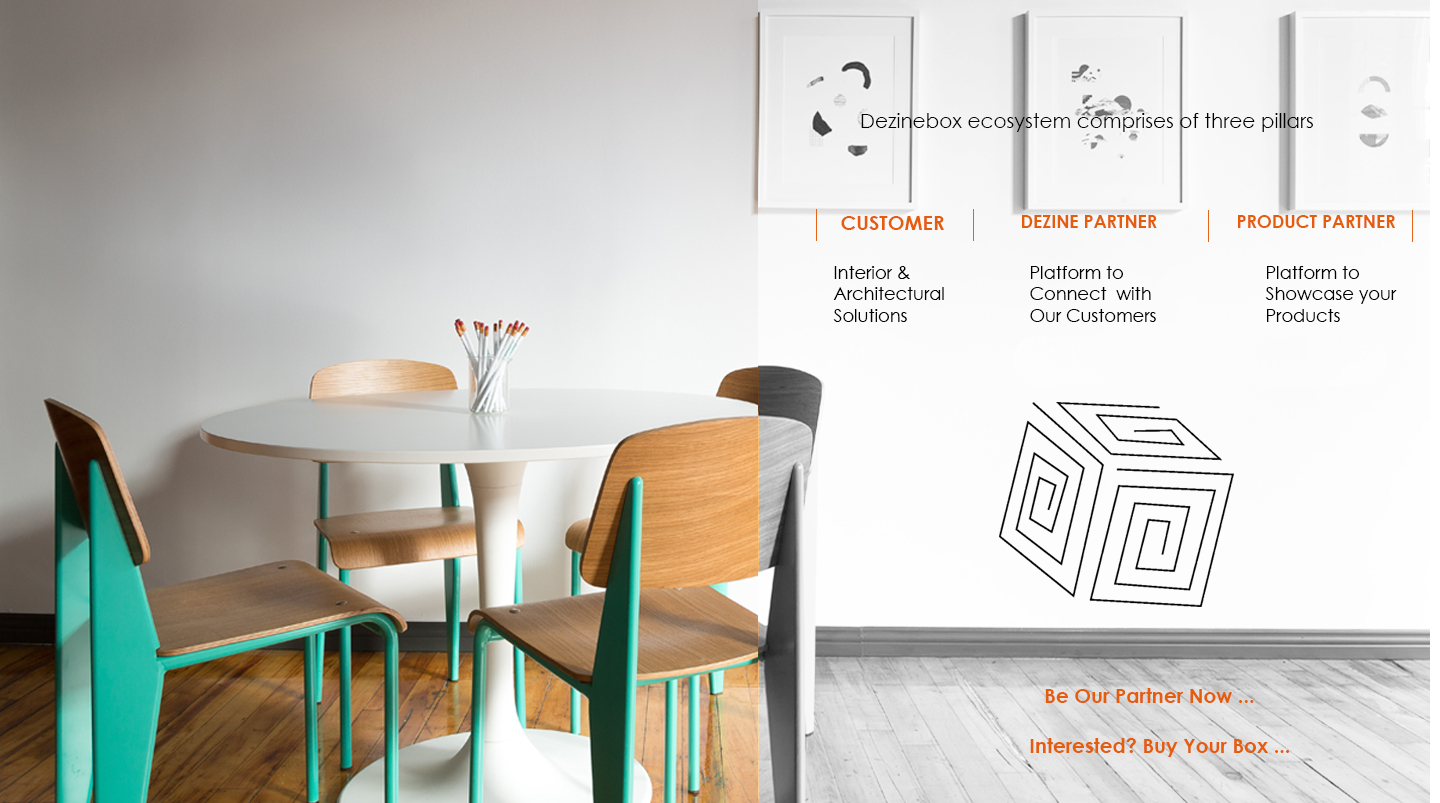 Dezinebox ecosystem comprises of three pillars
CUSTOMER
Interior &
Architectural
Solutions
DEZINE PARTNER
Platform to
Connect with
Our Customers
PRODUCT PARTNER
Platform to
Showcase your
Products
Be Our Partner Now ...
Interested? Buy Your Box ...